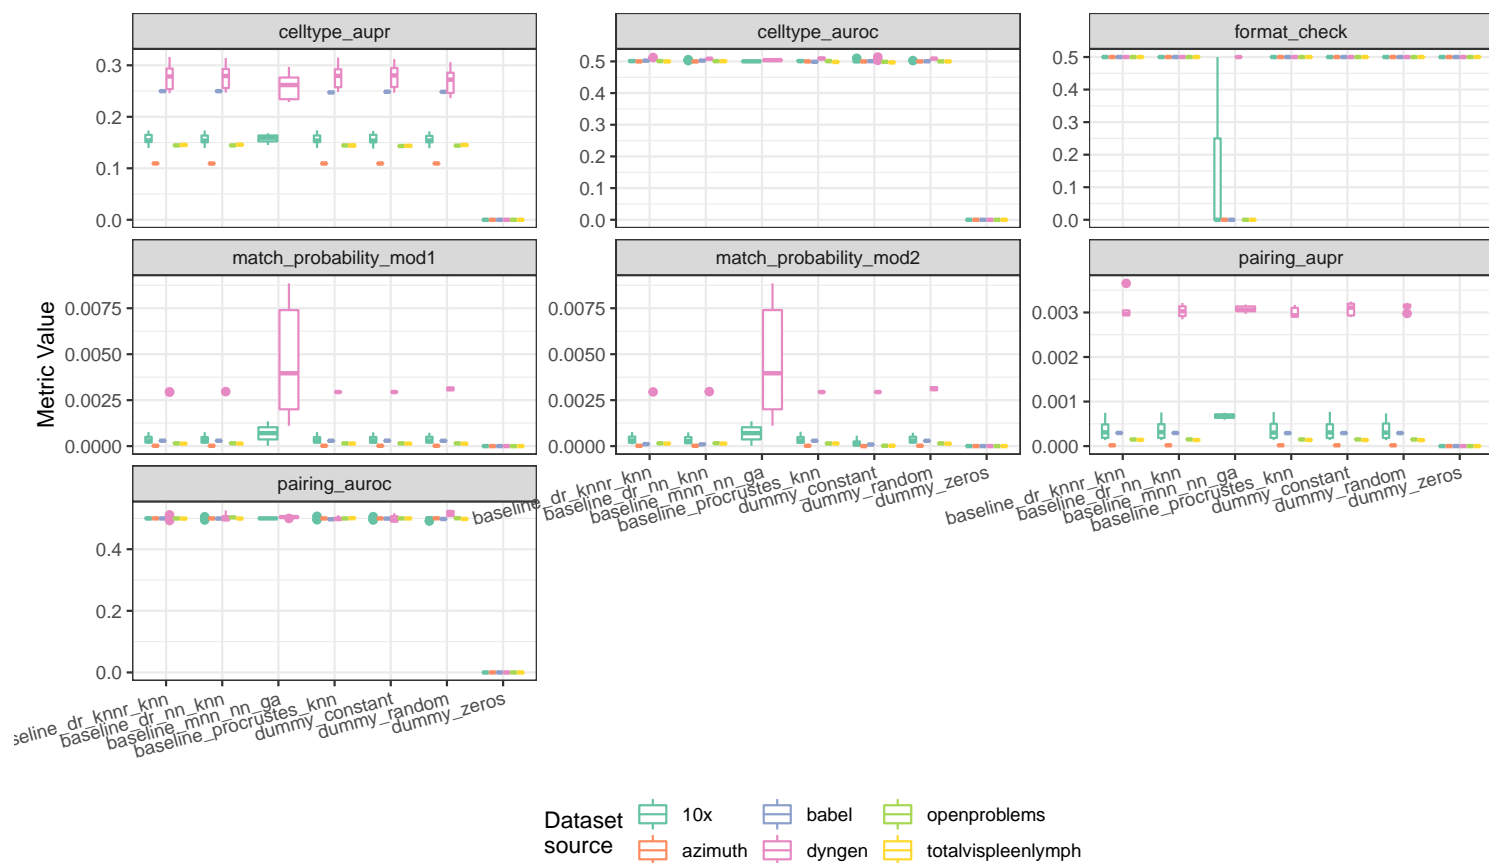 celltype_aupr
celltype_auroc
format_check
0.3
0.2
0.1
0.0
0.5
0.4
0.3
0.2
0.1
0.0
0.5
0.4
0.3
0.2
0.1
0.0
match_probability_mod1
match_probability_mod2
pairing_aupr
Metric Value
0.0075
0.0050
0.0025
0.0000
0.0075
0.0050
0.0025
0.0000
0.003
0.002
0.001
0.000
baseline_dr_knnr_knn
baseline_dr_nn_knn
baseline_mnn_nn_ga
baseline_procrustes_knn
dummy_constant
dummy_random
dummy_zeros
baseline_dr_knnr_knn
baseline_dr_nn_knn
baseline_mnn_nn_ga
baseline_procrustes_knn
dummy_constant
dummy_random
dummy_zeros
pairing_auroc
0.4
0.2
0.0
seline_dr_knnr_knn
baseline_dr_nn_knn
baseline_mnn_nn_ga
baseline_procrustes_knn
dummy_constant
dummy_random
dummy_zeros
Dataset
source
10x
babel
openproblems
azimuth
dyngen
totalvispleenlymph